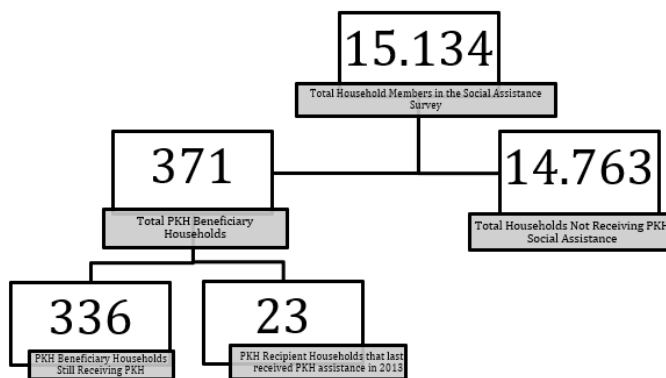 15.134
Total Household Members in the Social Assistance
Survey
371
Total PKH Beneficiary
Households
14.763
Total Households Not Receiving PKH
Social Assistance
336
PKH Beneficiary Households
Still Receiving PKH
23
PKH Recipient Households that last
received PKH assistance in 2013